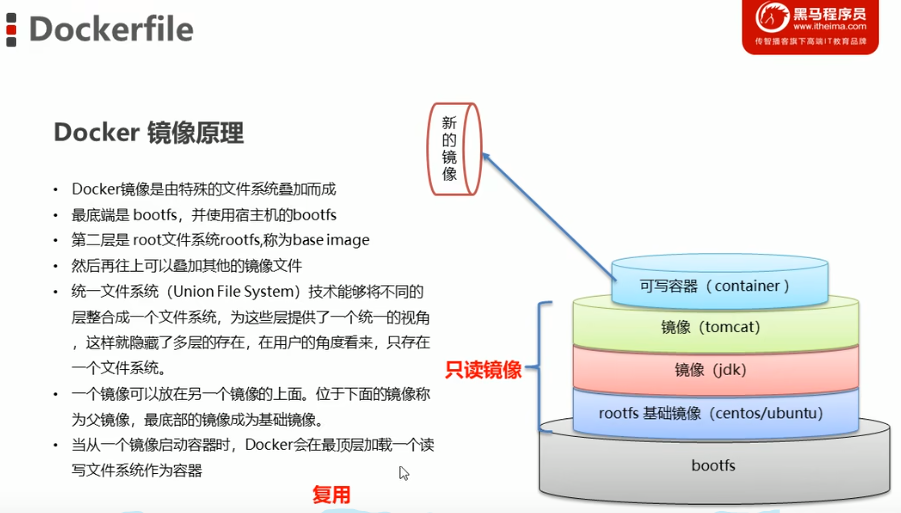 Dockerfile
黑马程序员
www.itheima.com
传智播客旗下高端IT教育品牌
Docker 镜像原理
• Docker镜像是由特殊的文件系统叠加而成
• 最底端是 bootfs，并使用宿主机的bootfs
• 第二层是 root文件系统rootfs,称为base image
• 然后再往上可以叠加其他的镜像文件
• 统一文件系统（Union File System）技术能够将不同的
层整合成一个文件系统，为这些层提供了一个统一的视角
，这样就隐藏了多层的存在，在用户的角度看来，只存在
一个文件系统。
• 一个镜像可以放在另一个镜像的上面。位于下面的镜像称
为父镜像，最底部的镜像成为基础镜像。
• 当从一个镜像启动容器时，Docker会在最顶层加载一个读
写文件系统作为容器
复用
新的镜像
可写容器（container ）
镜像（tomcat）
只读镜像
镜像（jdk）
rootfs 基础镜像（centos/ubuntu）
bootfs